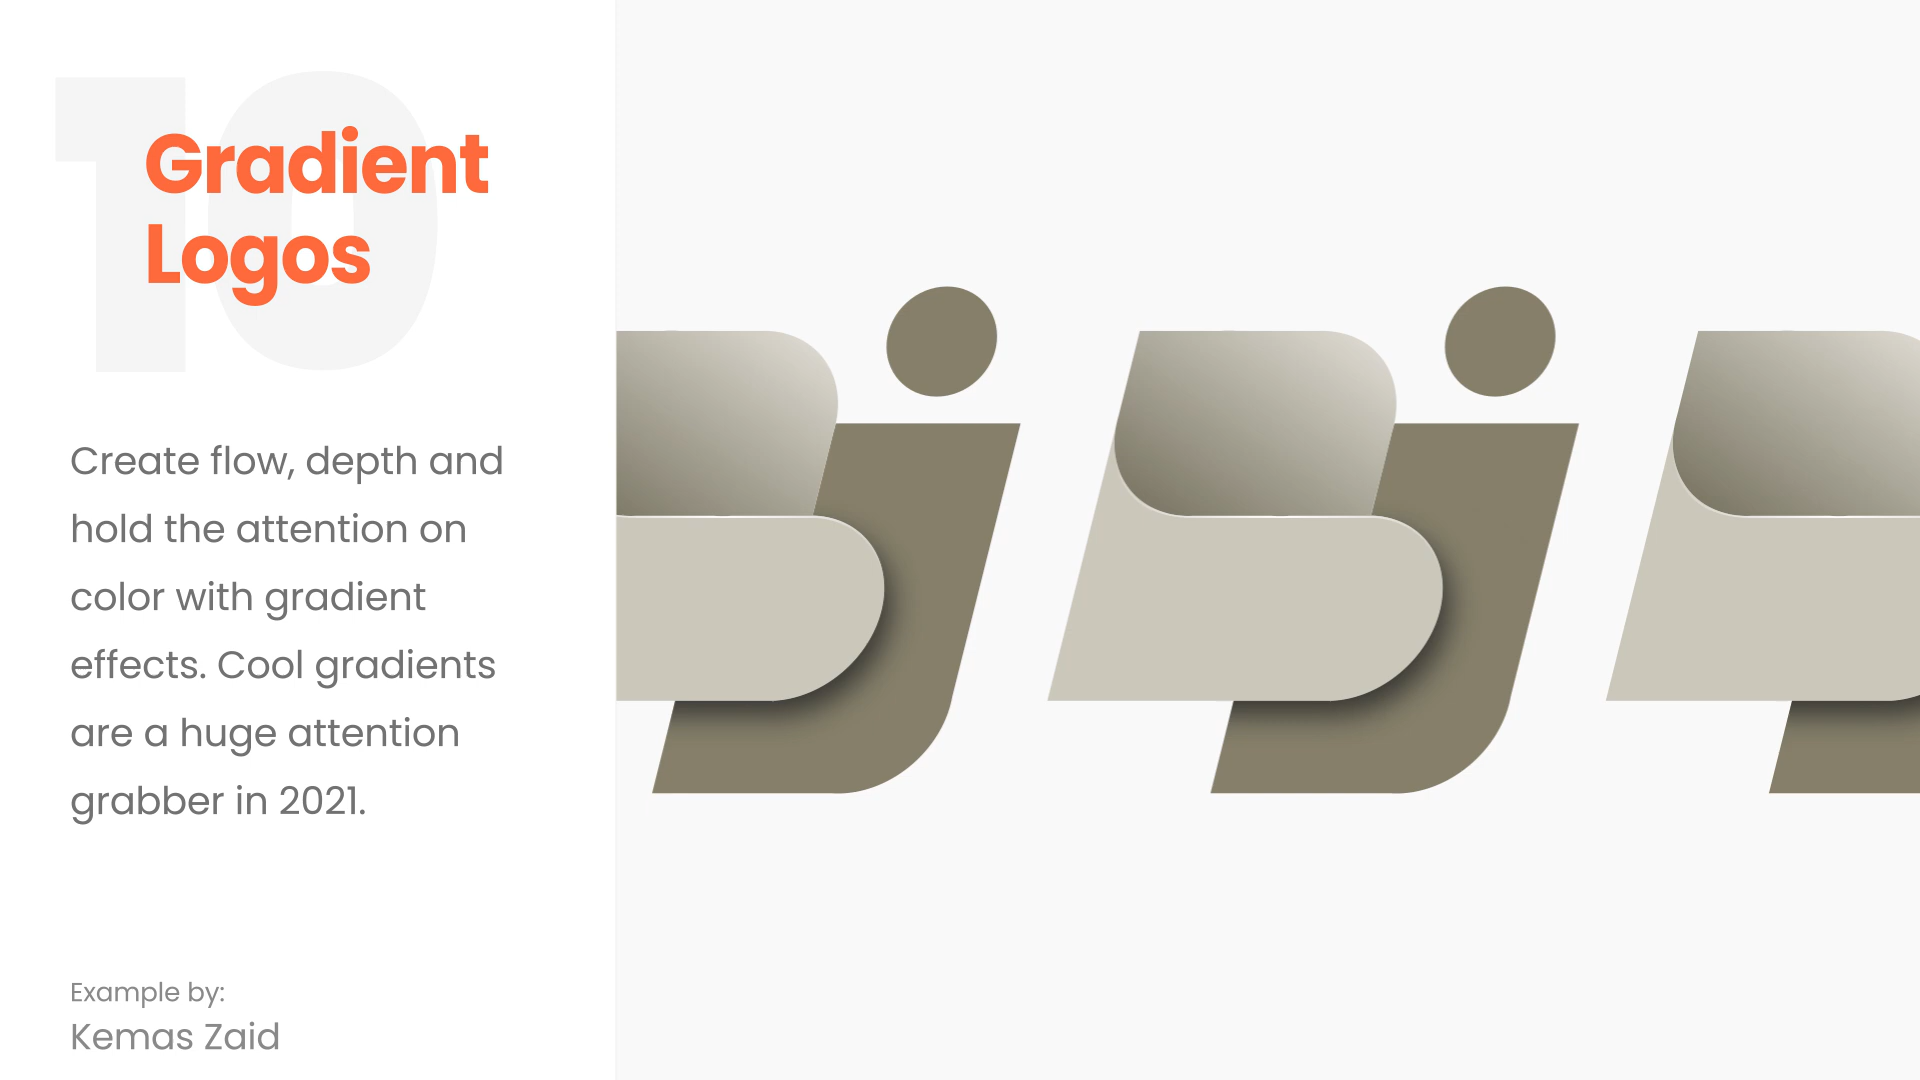 10
Gradient
Logos
Create flow, depth and
hold the attention on
color with gradient
effects. Cool gradients
are a huge attention
grabber in 2021.
Example by:
Kemas Zaid